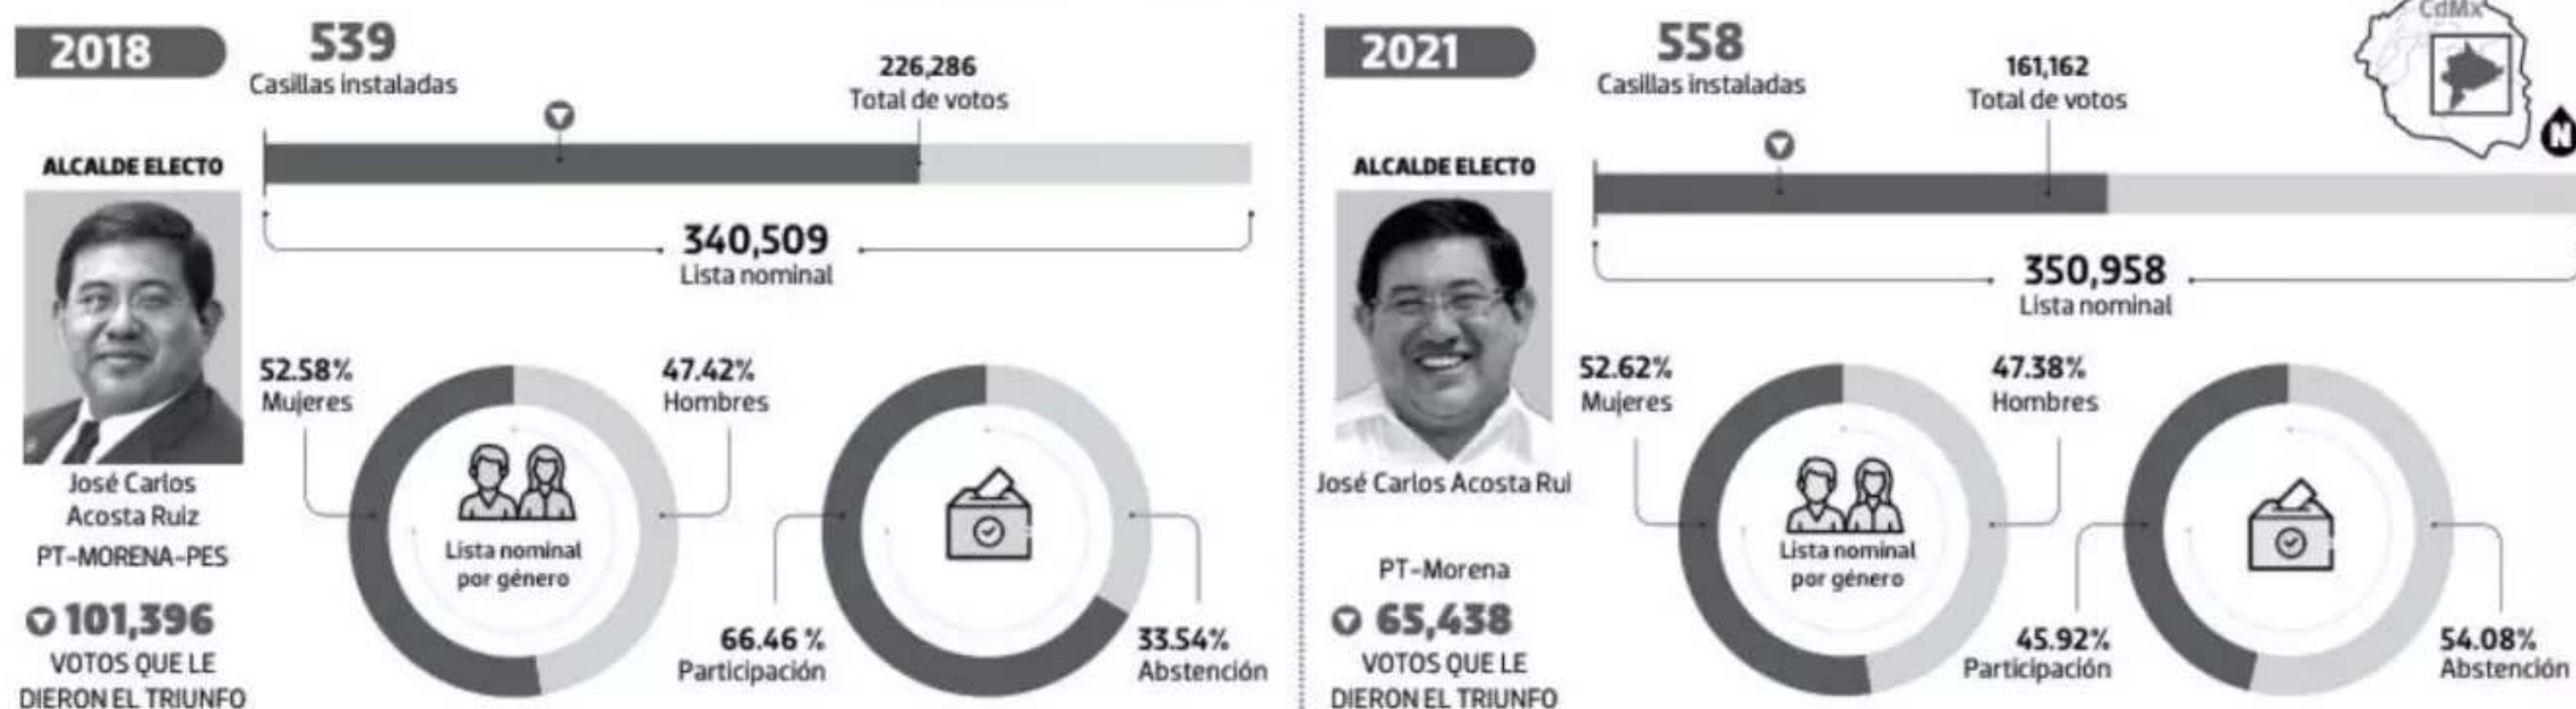 2018
539
Casillas instaladas
226,286
Total de votos
ALCALDE ELECTO
340,509
Lista nominal
José Carlos
Acosta Ruiz
PT-MORENA-PES
101,396
VOTOS QUE LE
DIERON EL TRIUNFO
52.58%
Mujeres
47.42%
Hombres
Lista nominal
por género
66.46 %
Participación
33.54%
Abstención
2021
558
Casillas instaladas
161,162
Total de votos
CdMx
N
ALCALDE ELECTO
350,958
Lista nominal
José Carlos Acosta Rui
PT-Morena
65,438
VOTOS QUE LE
DIERON EL TRIUNFO
52.62%
Mujeres
47.38%
Hombres
Lista nominal
por género
45.92%
Participación
54.08%
Abstención